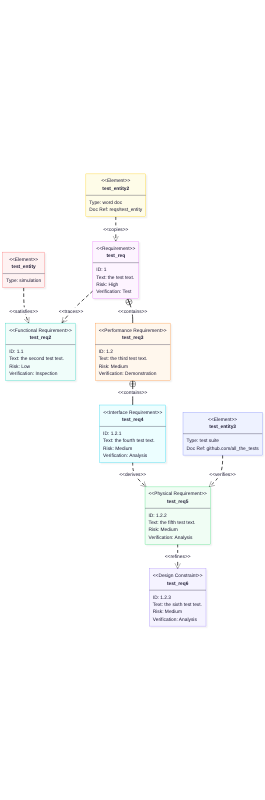 <<Element>>
test_entity2
Type: word doc
Doc Ref: reqs/test_entity
<<copies>>
<<Requirement>>
test_req
ID: 1
Text: the test text.
Risk: High
Verification: Test
<<Element>>
test_entity
Type: simulation
<<satisfies>>
<<traces>>
<<contains>>
<<Functional Requirement>>
test_req2
ID: 1.1
Text: the second test text.
Risk: Low
Verification: Inspection
<<Performance Requirement>>
test_req3
ID: 1.2
Text: the third test text.
Risk: Medium
Verification: Demonstration
<<contains>>
<<Interface Requirement>>
test_req4
ID: 1.2.1
Text: the fourth test text.
Risk: Medium
Verification: Analysis
<<Element>>
test_entity3
Type: test suite
Doc Ref: github.com/all_the_tests
<<derives>>
<<verifies>>
<<Physical Requirement>>
test_req5
ID: 1.2.2
Text: the fifth test text.
Risk: Medium
Verification: Analysis
<<refines>>
<<Design Constraint>>
test_req6
ID: 1.2.3
Text: the sixth test text.
Risk: Medium
Verification: Analysis